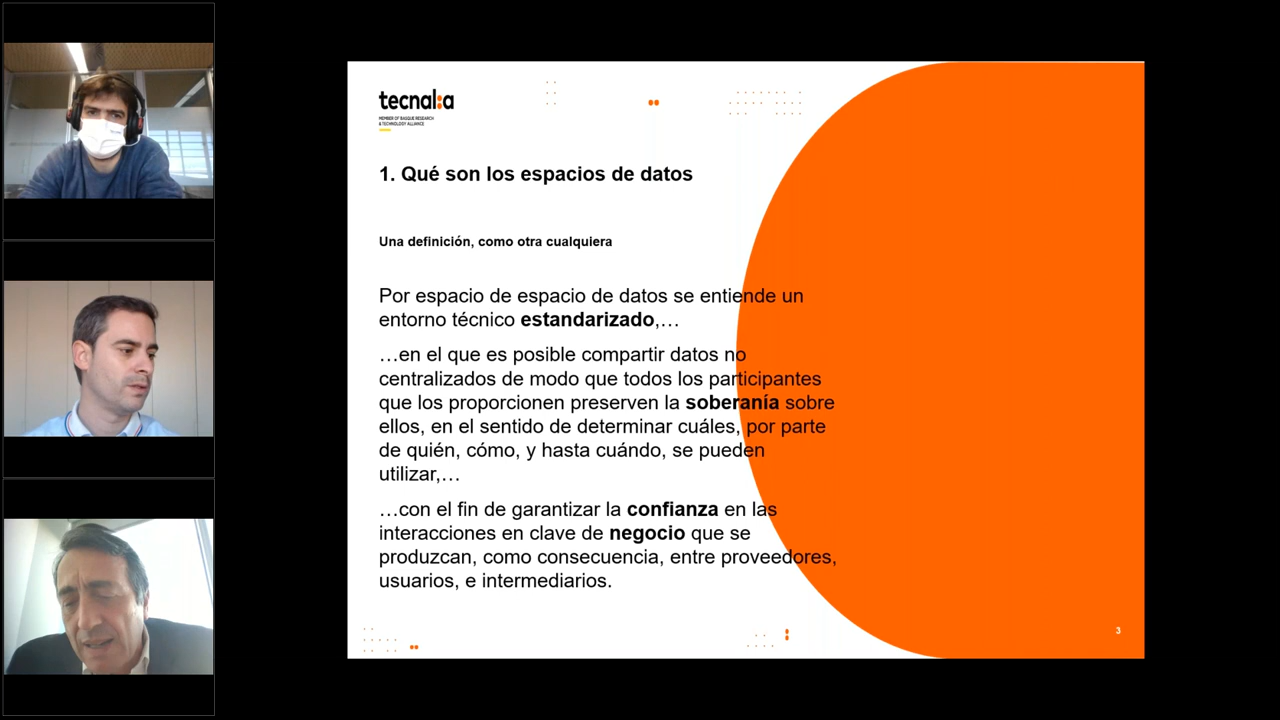 tecnal:a
MEMBER OF BASQUE RESEARCH
& TECHNOLOGY ALLIANCE
1. Qué son los espacios de datos
Una definición, como otra cualquiera
Por espacio de espacio de datos se entiende un
entorno técnico estandarizado,…
…en el que es posible compartir datos no
centralizados de modo que todos los participantes
que los proporcionen preserven la soberanía sobre
ellos, en el sentido de determinar cuáles, por parte
de quién, cómo, y hasta cuándo, se pueden
utilizar,…
…con el fin de garantizar la confianza en las
interacciones en clave de negocio que se
produzcan, como consecuencia, entre proveedores,
usuarios, e intermediarios.
3